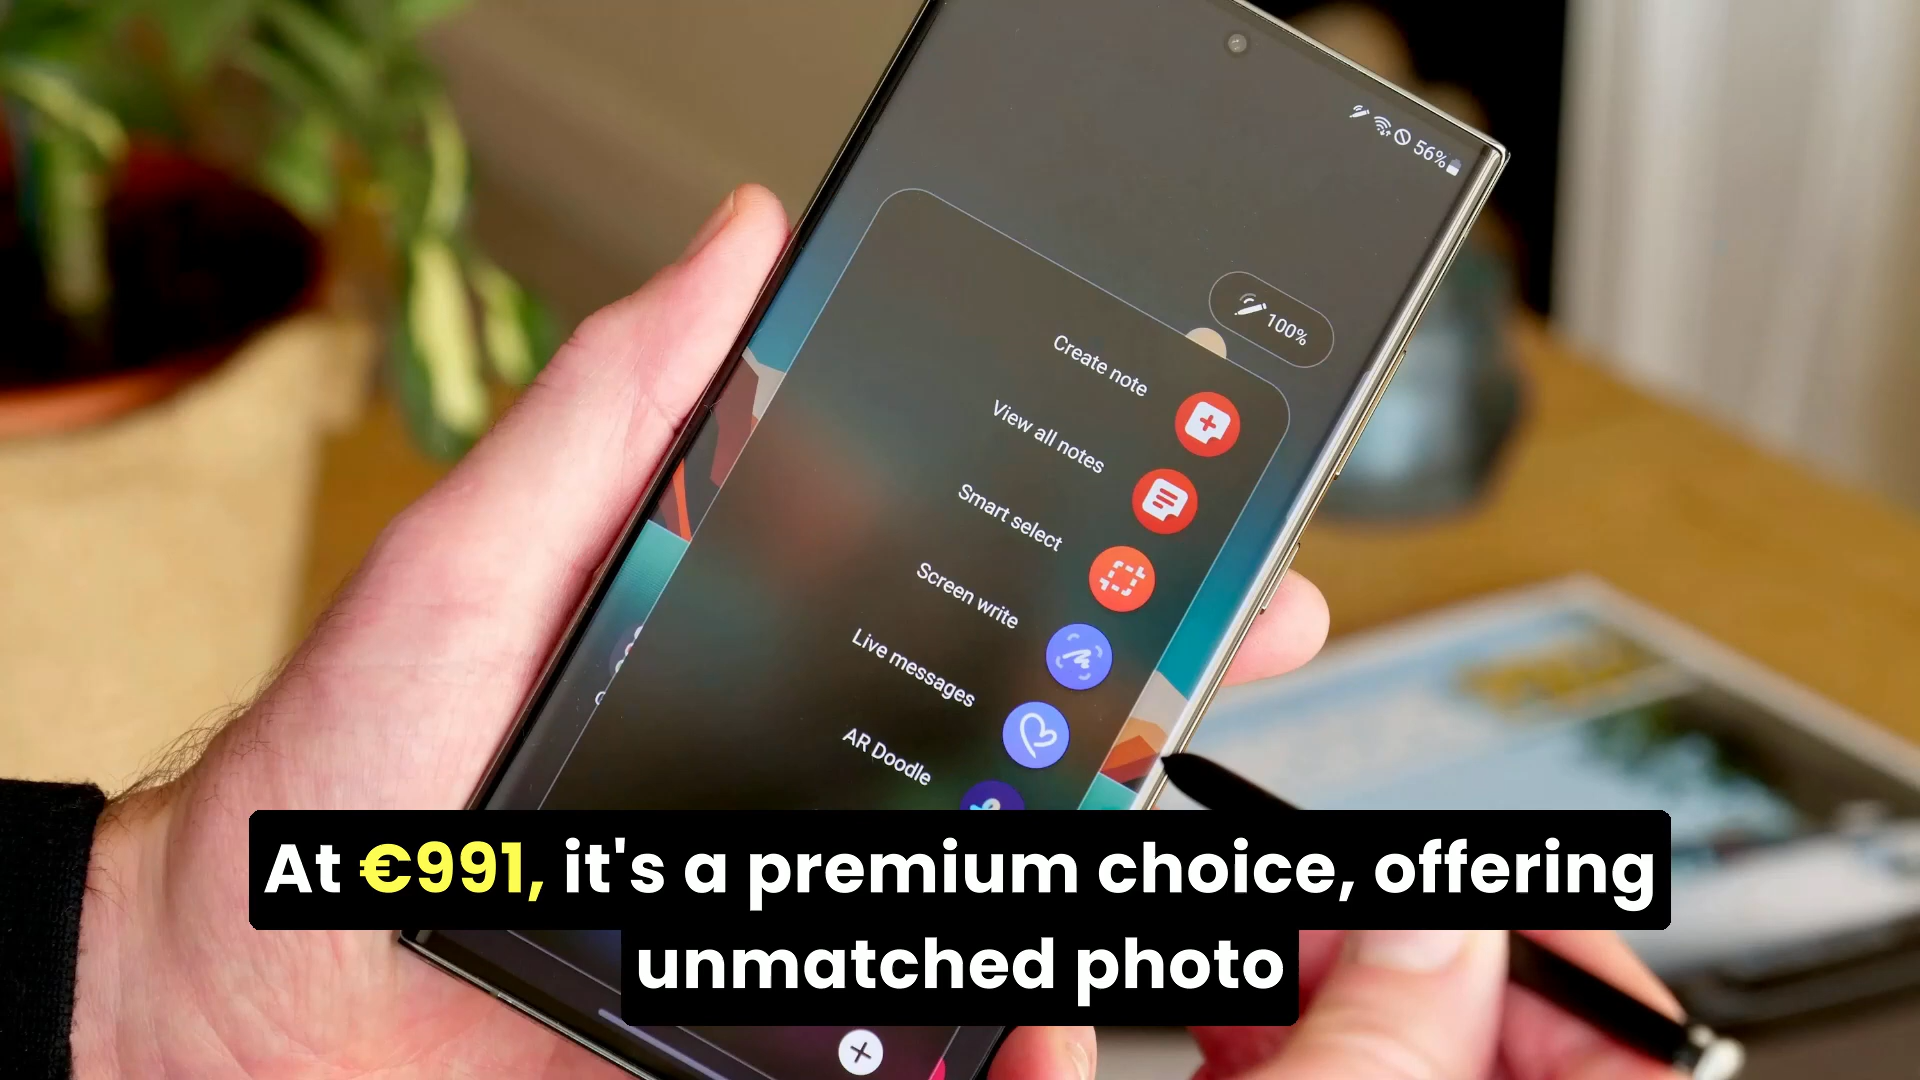 56%
100%
Create note
View all notes
Smart select
Screen write
Live messages
AR Doodle
At €991, it's a premium choice, offering
unmatched photo